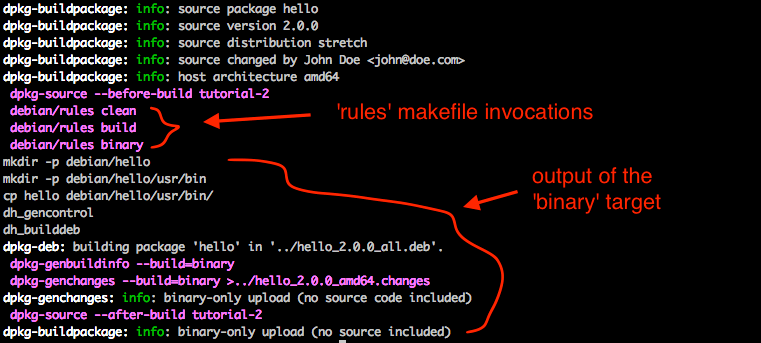 dpkg-buildpackage: info: source package hello
dpkg-buildpackage: info: source version 2.0.0
dpkg-buildpackage: info: source distribution stretch
dpkg-buildpackage: info: source changed by John Doe <john@doe.com>
dpkg-buildpackage: info: host architecture amd64
dpkg-source --before-build tutorial-2
debian/rules clean
debian/rules build
debian/rules binary
'rules' makefile invocations
mkdir -p debian/hello
mkdir -p debian/hello/usr/bin
cp hello debian/hello/usr/bin/
dh_gencontrol
dh_builddeb
dpkg-deb: building package 'hello' in '../hello_2.0.0_all.deb'.
dpkg-genbuildinfo --build=binary
dpkg-genchanges --build=binary >../hello_2.0.0_amd64.changes
dpkg-genchanges: info: binary-only upload (no source code included)
dpkg-source --after-build tutorial-2
dpkg-buildpackage: info: binary-only upload (no source included)
output of the
'binary' target